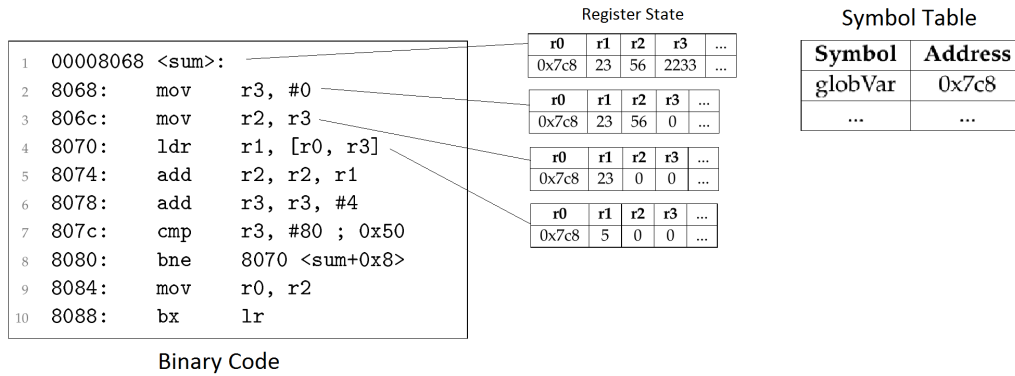 Register State
Symbol Table
r0 r1 r2 r3 ...
0x7c8 23 56 2233 ...
Symbol Address
globVar 0x7c8
... ...
1 00008068 <sum>:
2 8068: mov r3, #0
3 806c: mov r2, r3
4 8070: ldr r1, [r0, r3]
5 8074: add r2, r2, r1
6 8078: add r3, r3, #4
7 807c: cmp r3, #80 ; 0x50
8 8080: bne 8070 <sum+0x8>
9 8084: mov r0, r2
10 8088: bx lr
r0 r1 r2 r3 ...
0x7c8 23 56 0 ...
r0 r1 r2 r3 ...
0x7c8 23 0 0 ...
r0 r1 r2 r3 ...
0x7c8 5 0 0 ...
Binary Code